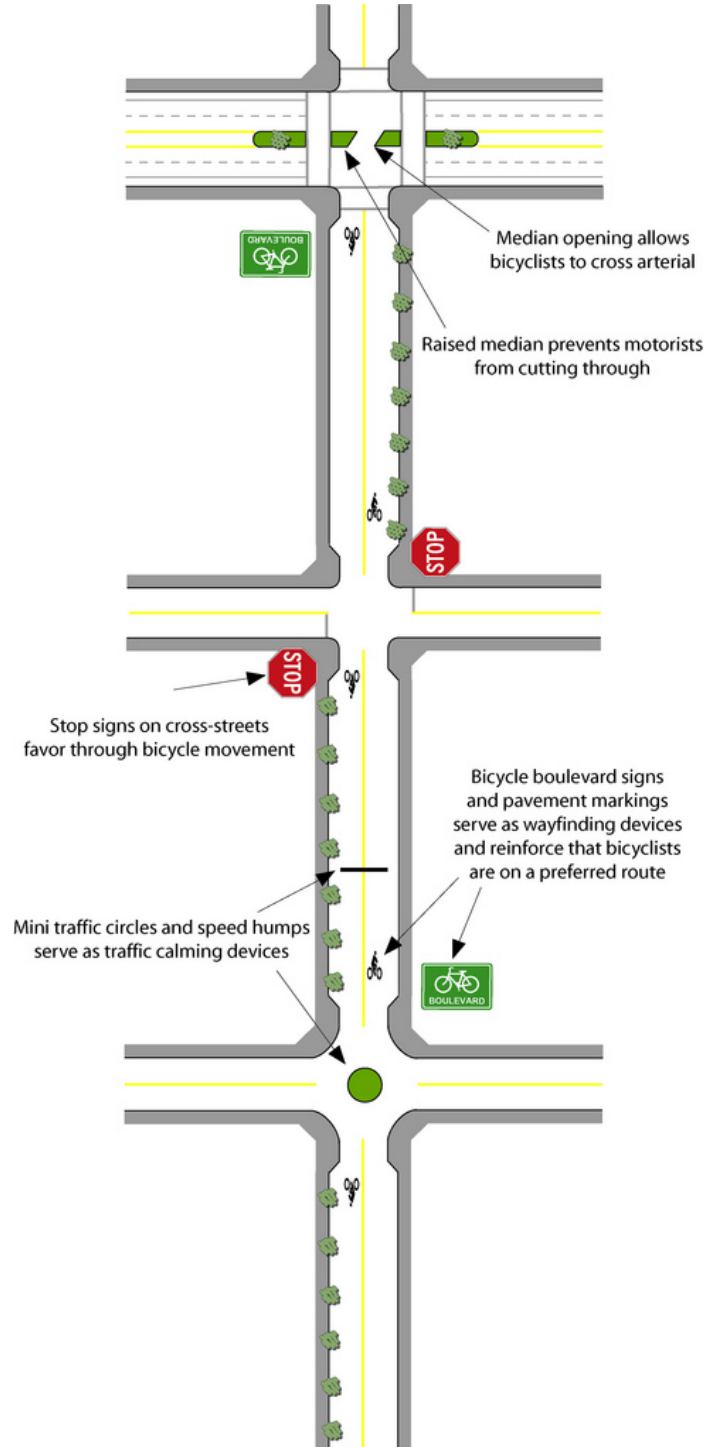 BOULEVARD
Median opening allows
bicyclists to cross arterial
Raised median prevents motorists
from cutting through
STOP
STOP
Stop signs on cross-streets
favor through bicycle movement
Bicycle boulevard signs
and pavement markings
serve as wayfinding devices
and reinforce that bicyclists
are on a preferred route
Mini traffic circles and speed humps
serve as traffic calming devices
BOULEVARD